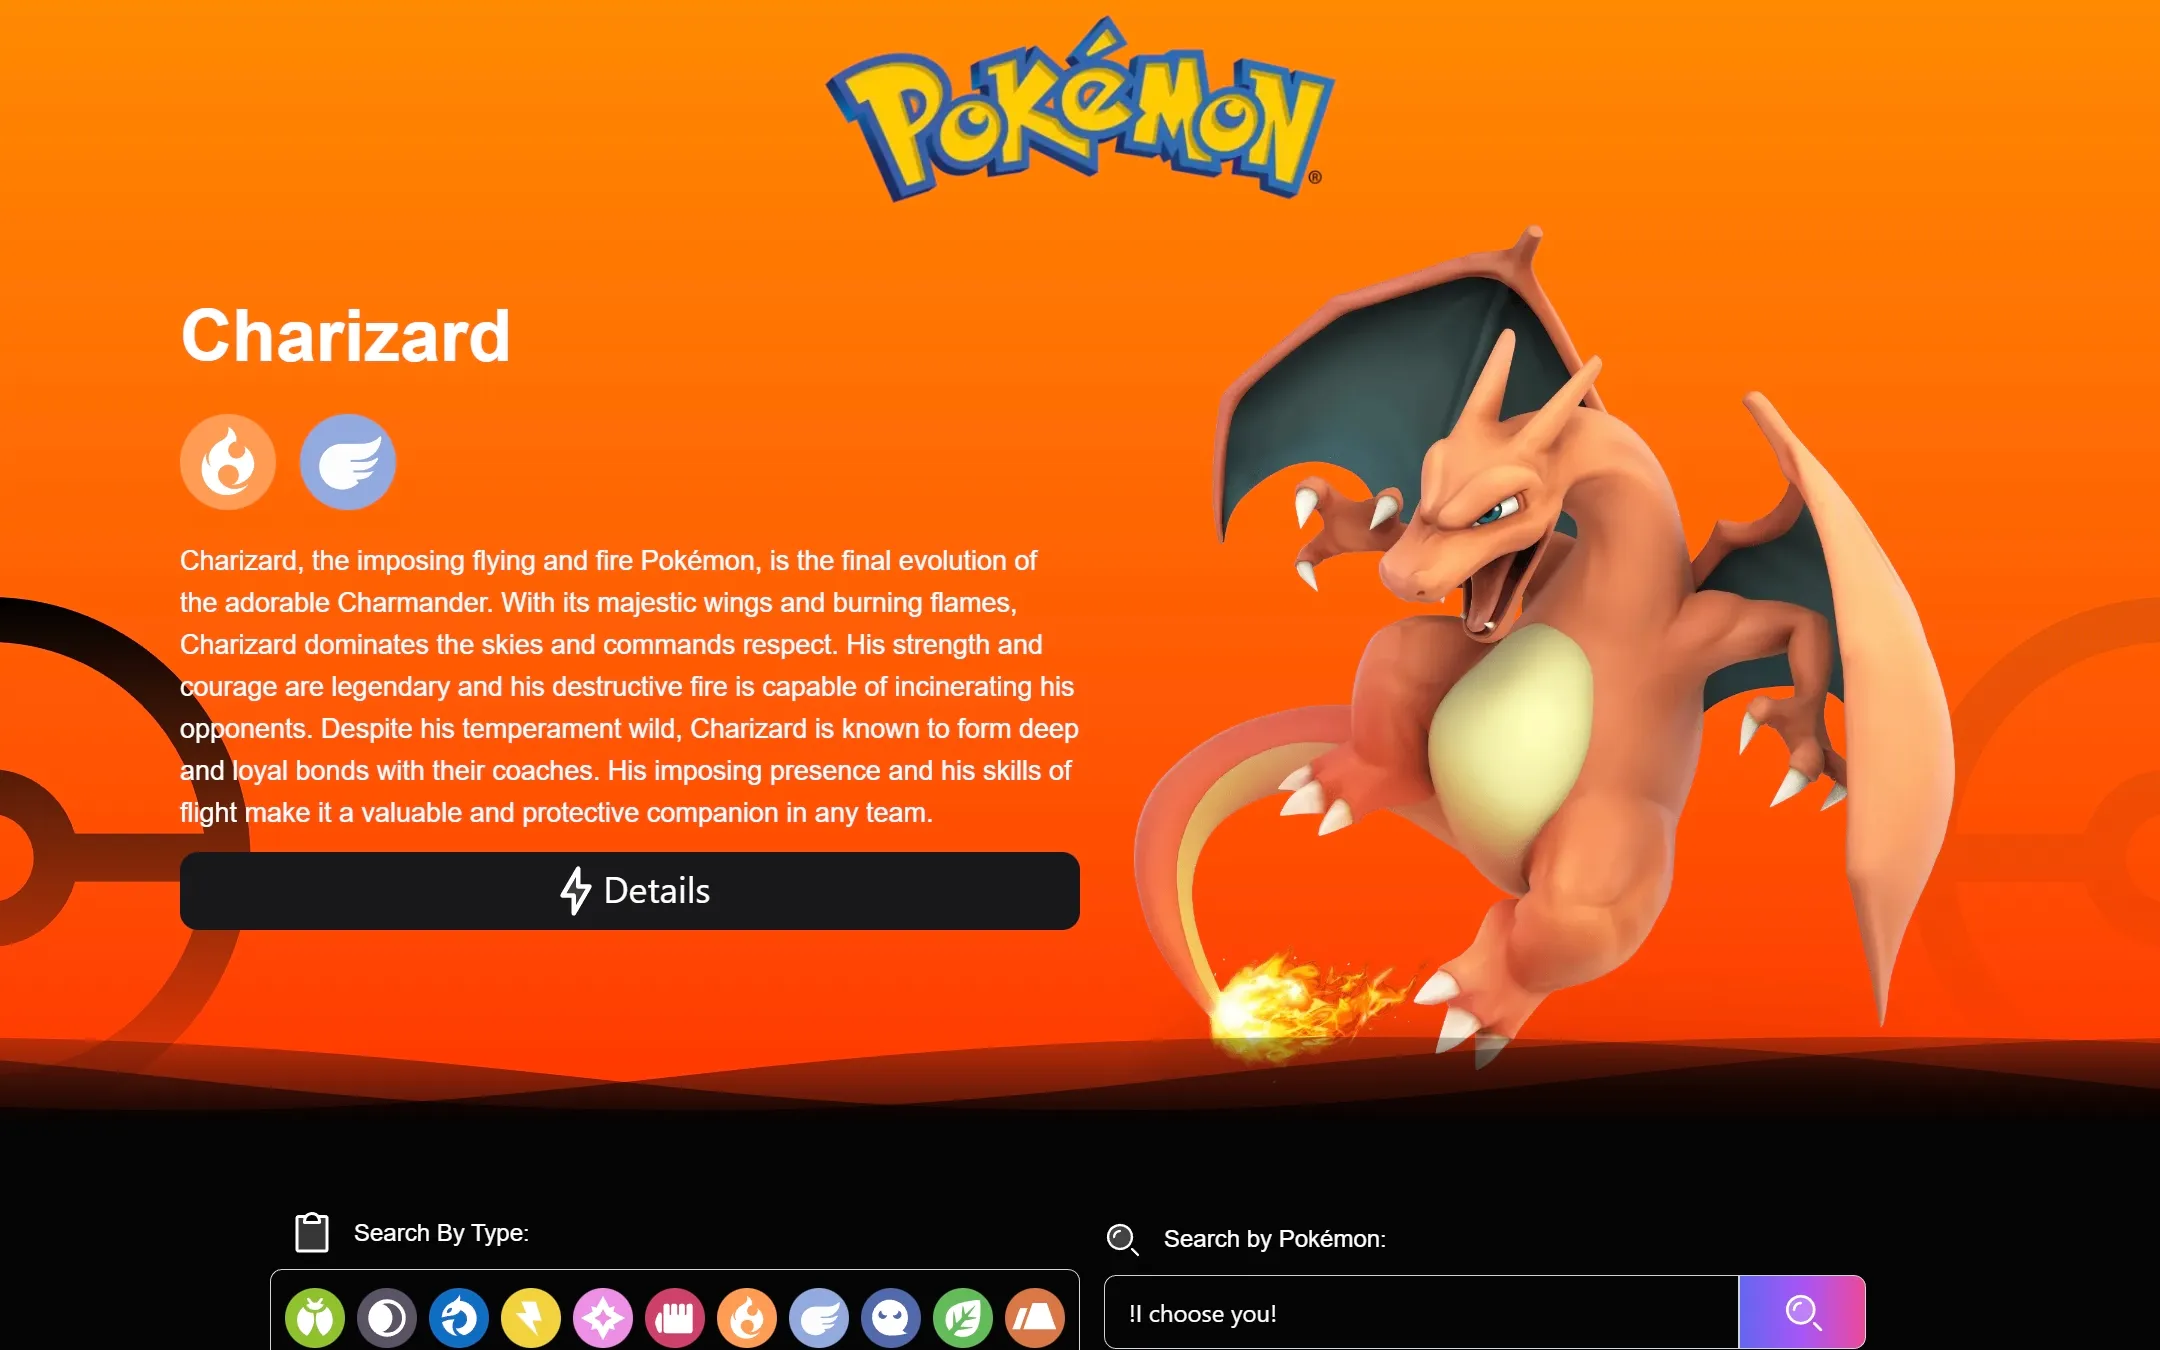 POKéMON®
Charizard
Charizard, the imposing flying and fire Pokémon, is the final evolution of
the adorable Charmander. With its majestic wings and burning flames,
Charizard dominates the skies and commands respect. His strength and
courage are legendary and his destructive fire is capable of incinerating his
opponents. Despite his temperament wild, Charizard is known to form deep
and loyal bonds with their coaches. His imposing presence and his skills of
flight make it a valuable and protective companion in any team.
Details
Search By Type:
Search by Pokémon:
!I choose you!